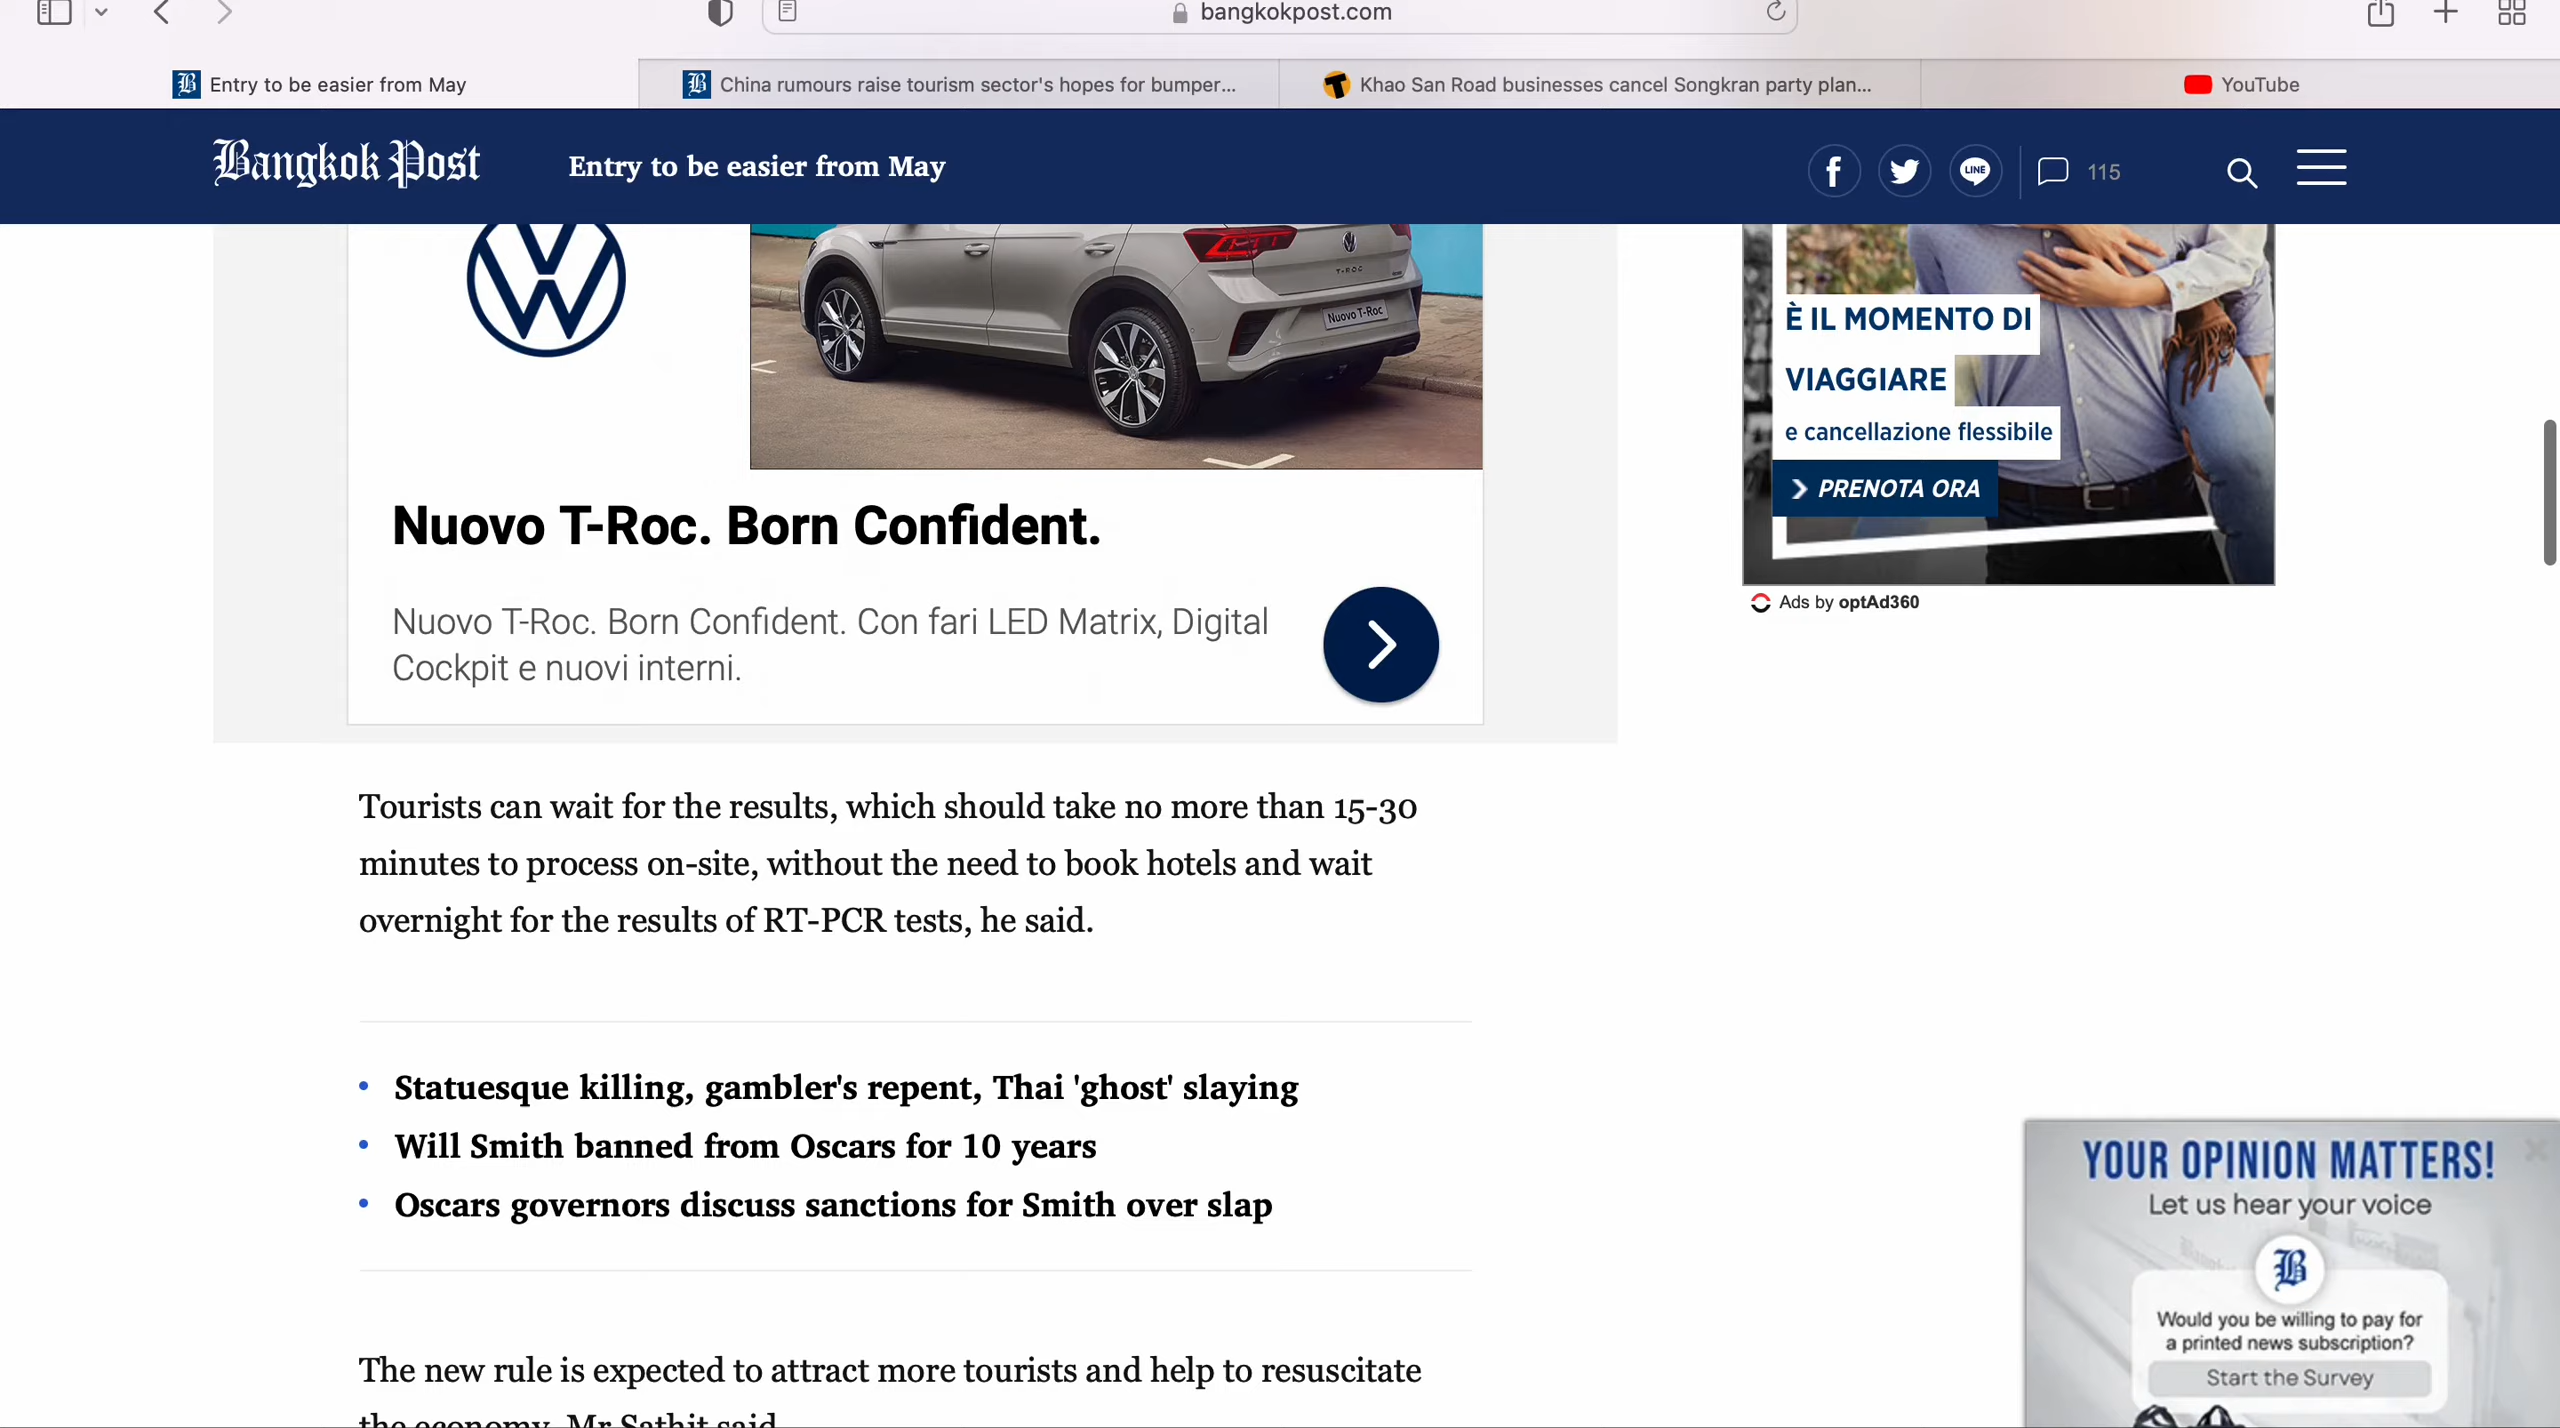 bangkokpost.com
Entry to be easier from May
China rumours raise tourism sector's hopes for bumper...
Khao San Road businesses cancel Songkran party plan...
YouTube
Bangkok Post
Entry to be easier from May
LINE
115
T-ROC
Nuovo T-Roc
Nuovo T-Roc. Born Confident.
Nuovo T-Roc. Born Confident. Con fari LED Matrix, Digital
Cockpit e nuovi interni.
È IL MOMENTO DI
VIAGGIARE
e cancellazione flessibile
PRENOTA ORA
Ads by optAd360
Tourists can wait for the results, which should take no more than 15-30
minutes to process on-site, without the need to book hotels and wait
overnight for the results of RT-PCR tests, he said.
Statuesque killing, gambler's repent, Thai 'ghost' slaying
Will Smith banned from Oscars for 10 years
Oscars governors discuss sanctions for Smith over slap
The new rule is expected to attract more tourists and help to resuscitate
the economy, Mr Sathit said.
YOUR OPINION MATTERS!
Let us hear your voice
B
Would you be willing to pay for
a printed news subscription?
Start the Survey